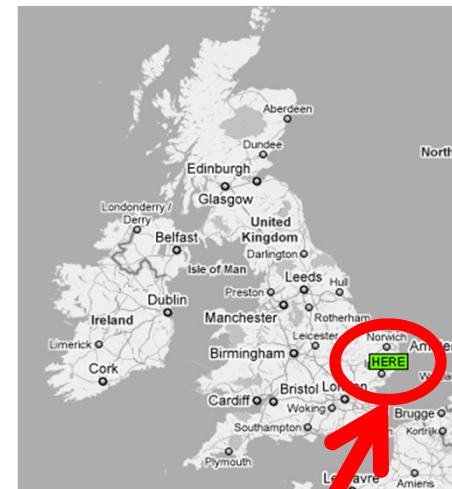 Aberdeen
Dundee
North
Edinburgh
Glasgow
Londonderry /
Derry
United
Kingdom
Belfast
Darlington
Isle of Man
Leeds
Hull
Preston
Dublin
Manchester
Rotherham
Ireland
Leicester
Norwich
Limerick
Birmingham
HERE
Cork
Cardiff
Bristol
Woking
Brugge
Southampton
Kortrijk
Plymouth
Amiens